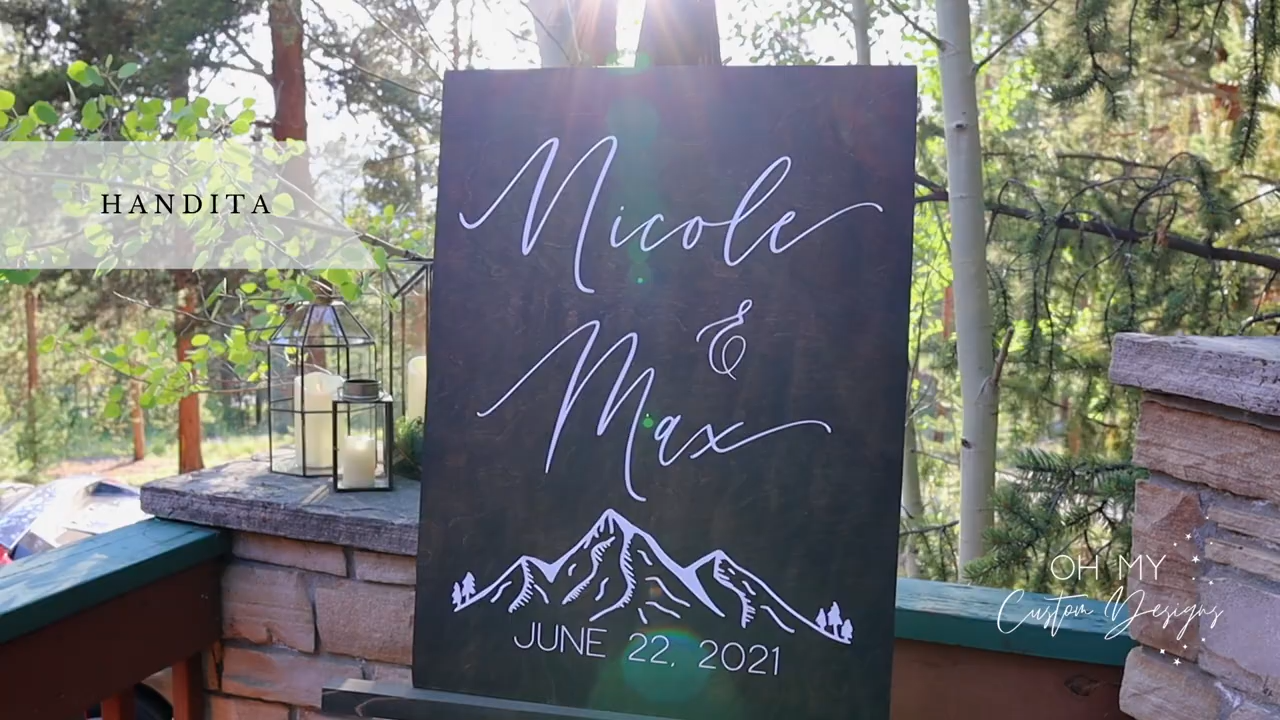 HANDITA
Nicole
&
Max
JUNE 22, 2021
OH MY
Custom Designs